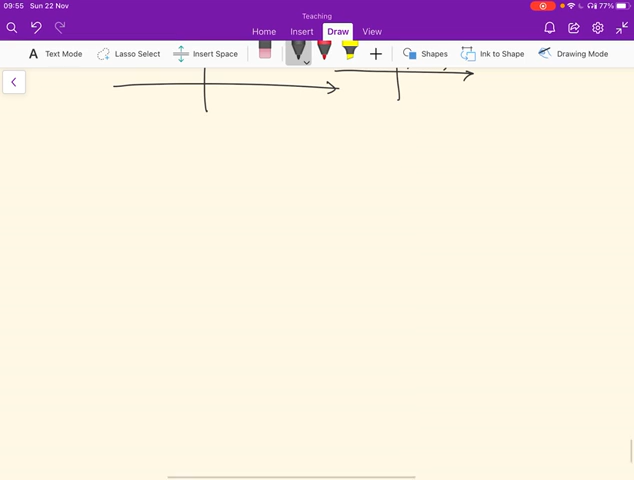 09:55 Sun 22 Nov 77%
Teaching
Home Insert Draw View
Text Mode Lasso Select Insert Space Shapes Ink to Shape Drawing Mode